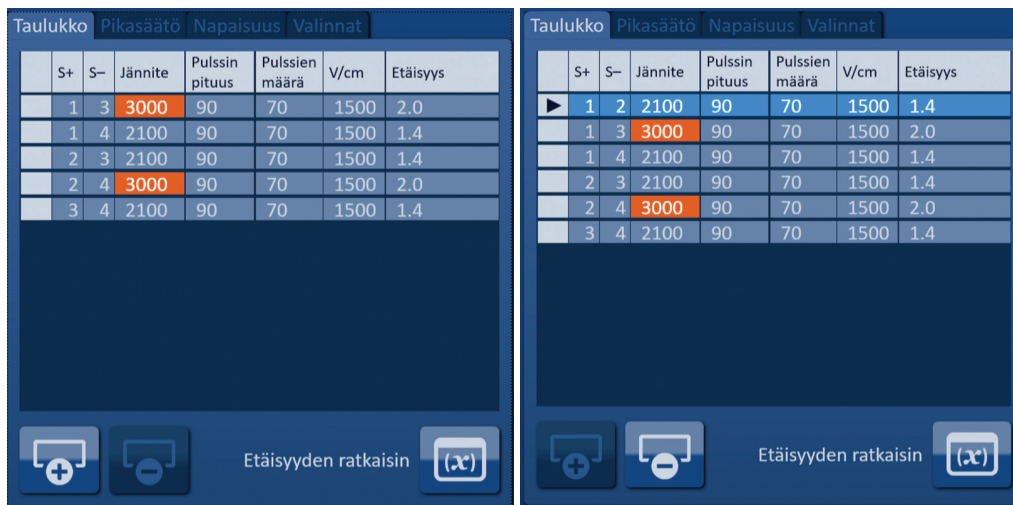 Taulukko Pikasäätö Napaisuus Valinnat
S+ S– Jännite Pulssin pituus Pulssien määrä V/cm Etäisyys
1 3 3000 90 70 1500 2.0
1 4 2100 90 70 1500 1.4
2 3 2100 90 70 1500 1.4
2 4 3000 90 70 1500 2.0
3 4 2100 90 70 1500 1.4
Etäisyyden ratkaisin (x)
Taulukko Pikasäätö Napaisuus Valinnat
S+ S– Jännite Pulssin pituus Pulssien määrä V/cm Etäisyys
1 2 2100 90 70 1500 1.4
1 3 3000 90 70 1500 2.0
1 4 2100 90 70 1500 1.4
2 3 2100 90 70 1500 1.4
2 4 3000 90 70 1500 2.0
3 4 2100 90 70 1500 1.4
Etäisyyden ratkaisin (x)